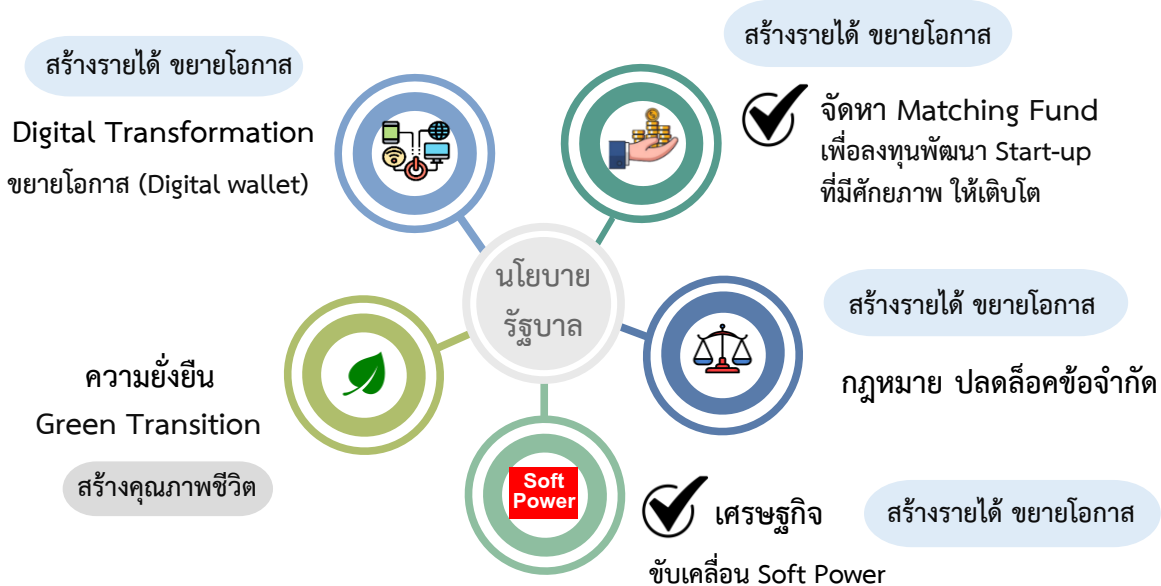 สร้างรายได้ ขยายโอกาส
Digital Transformation
ขยายโอกาส (Digital wallet)
สร้างรายได้ ขยายโอกาส
จัดหา Matching Fund
เพื่อลงทุนพัฒนา Start-up
ที่มีศักยภาพ ให้เติบโต
นโยบาย
รัฐบาล
สร้างรายได้ ขยายโอกาส
กฎหมาย ปลดล็อคข้อจำกัด
ความยั่งยืน
Green Transition
สร้างคุณภาพชีวิต
Soft
Power
เศรษฐกิจ
สร้างรายได้ ขยายโอกาส
ขับเคลื่อน Soft Power